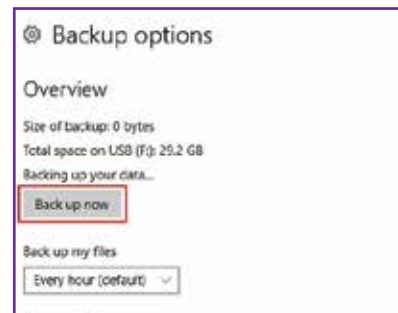 Backup options
Overview
Size of backup: 0 bytes
Total space on USB (F:): 29.2 GB
Backing up your data...
Back up now
Back up my files
Every hour (default)